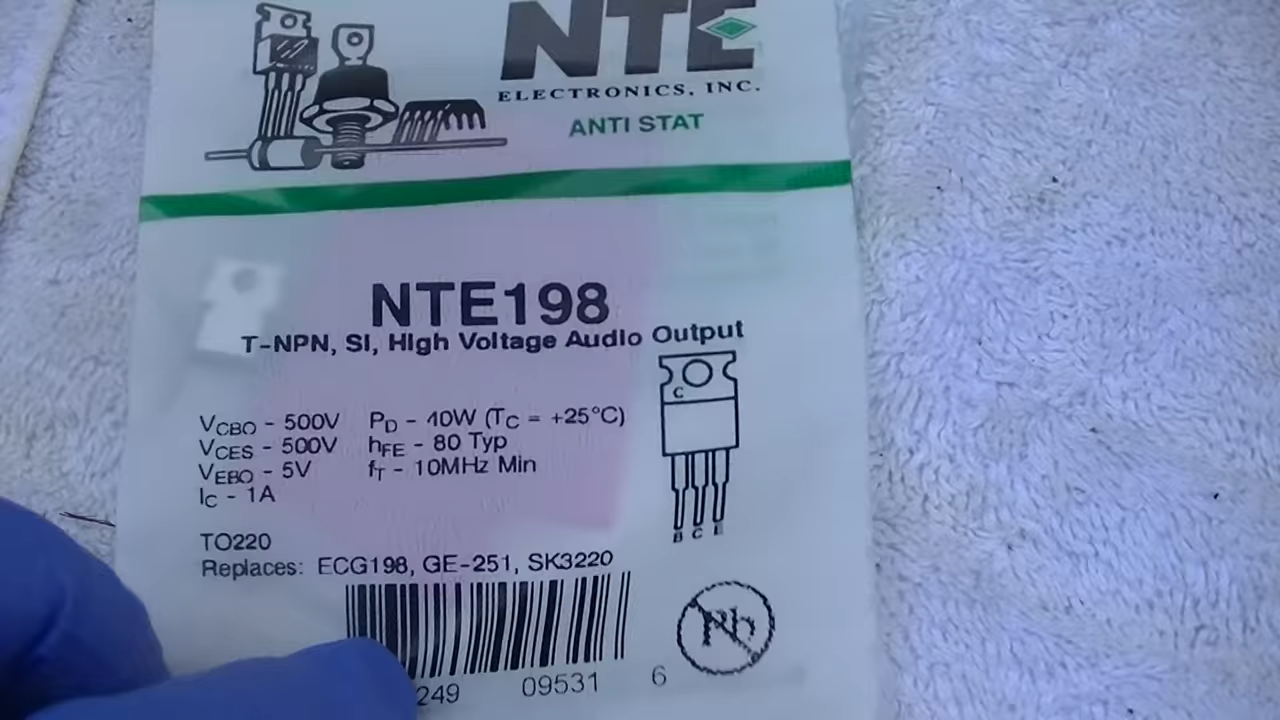 NTE
ELECTRONICS, INC.
ANTI STAT
NTE198
T-NPN, SI, High Voltage Audio Output
C
VCBO - 500V PD - 40W (TC = +25°C)
VCES - 500V hFE - 80 Typ
VEBO - 5V fT - 10MHz Min
IC - 1A
B C E
TO220
Replaces: ECG198, GE-251, SK3220
Pb
249 09531 6